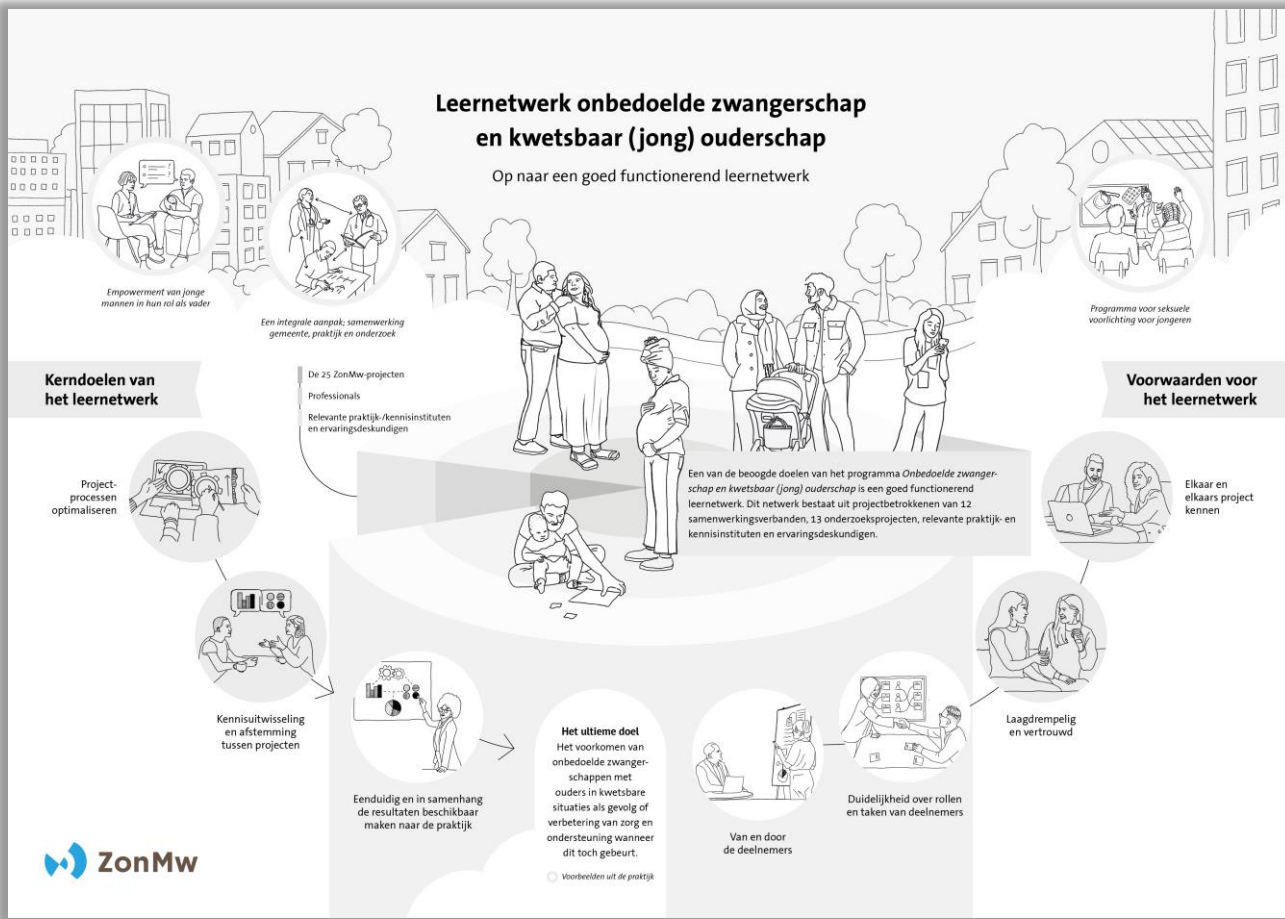 Leernetwerk onbedoelde zwangerschap
en kwetsbaar (jong) ouderschap
Op naar een goed functionerend leernetwerk
Empowerment van jonge
mannen in hun rol als vader
Een integrale aanpak; samenwerking
gemeente, praktijk en onderzoek
Programma voor seksuele
voorlichting voor jongeren
Kerndoelen van
het leernetwerk
De 25 ZonMw-projecten
Professionals
Relevante praktijk-/kennisinstituten
en ervaringsdeskundigen
Voorwaarden voor
het leernetwerk
Project-
processen
optimaliseren
Een van de beoogde doelen van het programma Onbedoelde zwanger-
schap en kwetsbaar (jong) ouderschap is een goed functionerend
leernetwerk. Dit netwerk bestaat uit projectbetrokkenen van 12
samenwerkingsverbanden, 13 onderzoeksprojecten, relevante praktijk- en
kennisinstituten en ervaringsdeskundigen.
Elkaar en
elkaars project
kennen
Kennisuitwisseling
en afstemming
tussen projecten
Laagdrempelig
en vertrouwd
Eenduidig en in samenhang
de resultaten beschikbaar
maken naar de praktijk
Het ultieme doel
Het voorkomen van
onbedoelde zwanger-
schappen met
ouders in kwetsbare
situaties als gevolg of
verbetering van zorg en
ondersteuning wanneer
dit toch gebeurt.
Voorbeelden uit de praktijk
Van en door
de deelnemers
Duidelijkheid over rollen
en taken van deelnemers
ZonMw